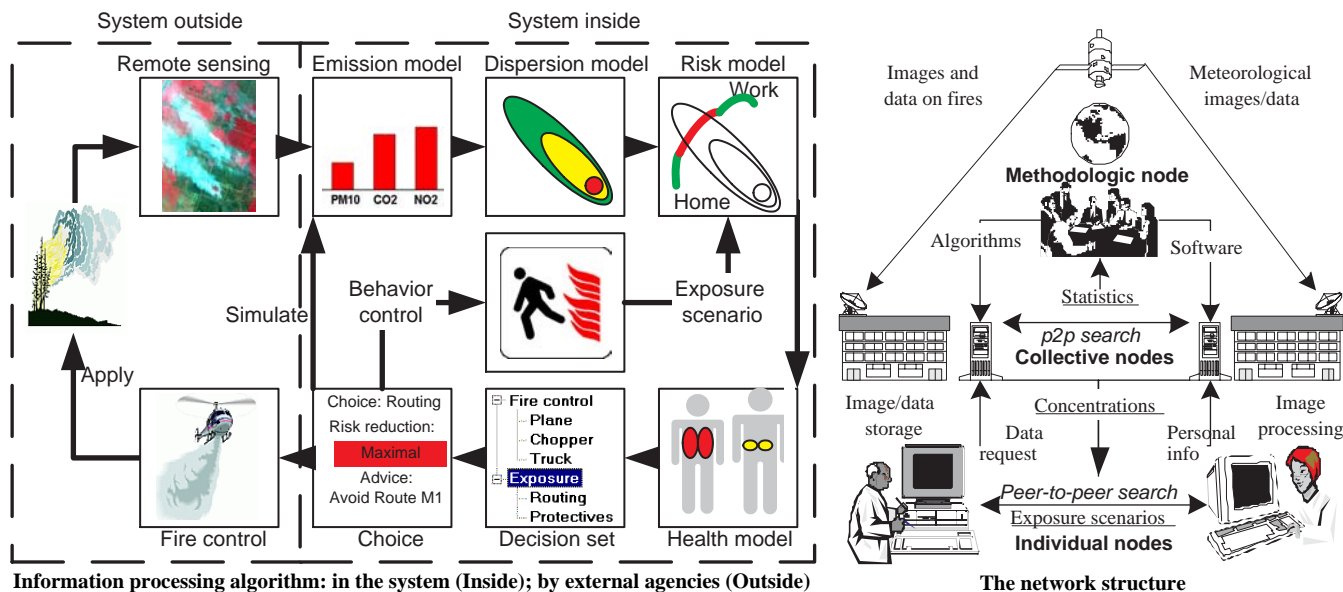 System outside
System inside
Remote sensing
Emission model
Dispersion model
Risk model
PM10 CO2 NO2
Work
Home
Simulate
Behavior
control
Exposure
scenario
Apply
Choice: Routing
Risk reduction:
Maximal
Advice:
Avoid Route M1
Fire control
Plane
Chopper
Truck
Exposure
Routing
Protectives
Fire control
Choice
Decision set
Health model
Information processing algorithm: in the system (Inside); by external agencies (Outside)
Images and
data on fires
Meteorological
images/data
Methodologic node
Algorithms
Software
Statistics
p2p search
Collective nodes
Image/data
storage
Concentrations
Image
processing
Data
request
Personal
info
Peer-to-peer search
Exposure scenarios
Individual nodes
The network structure